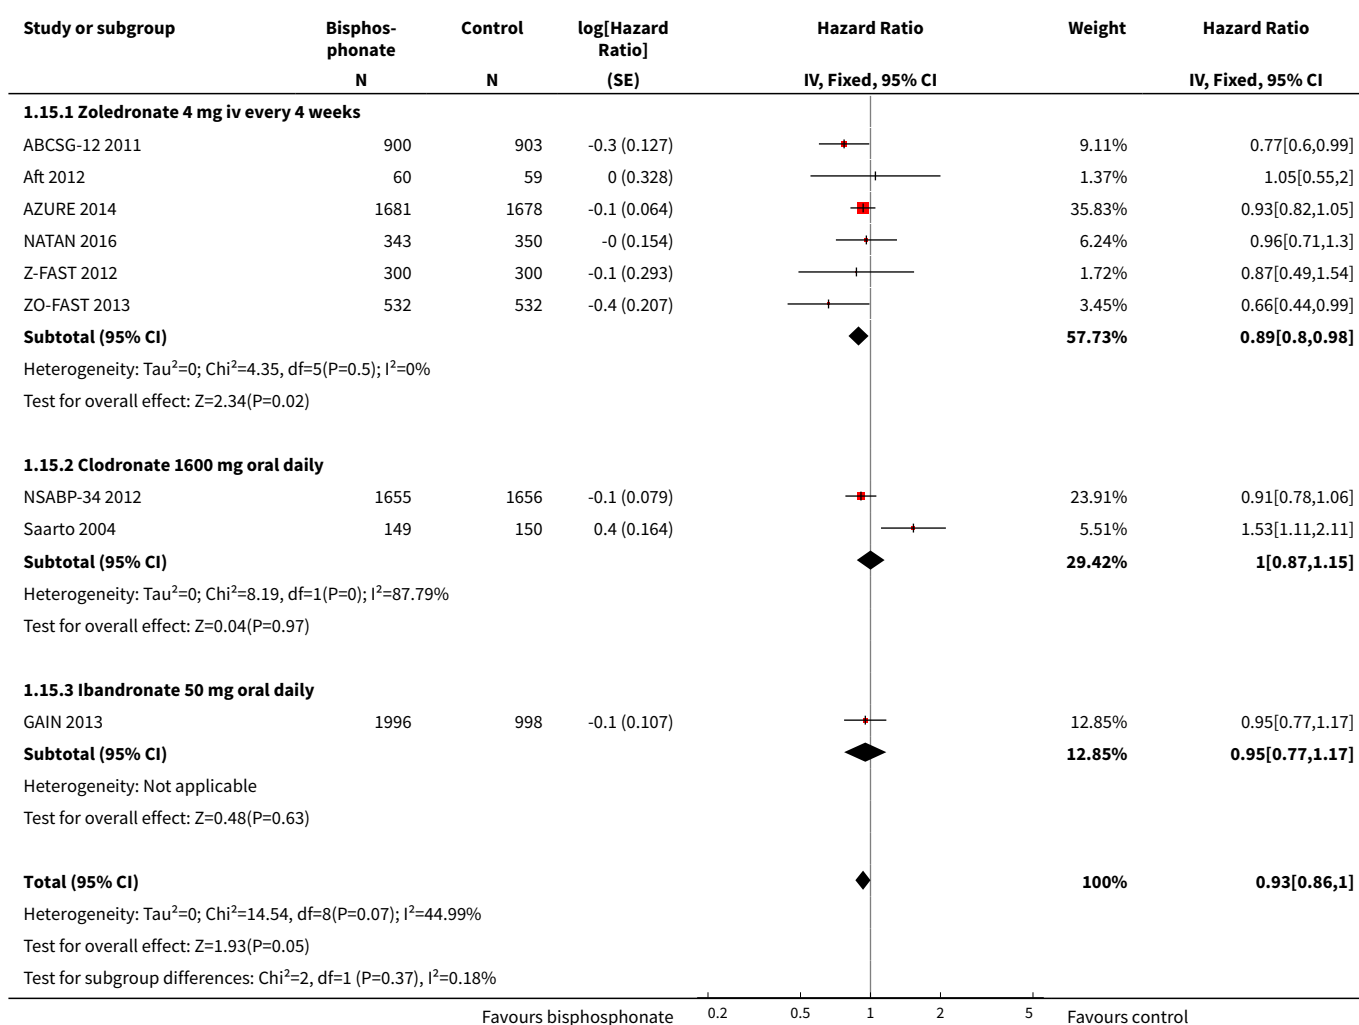 Study or subgroup Bisphos- Control log[Hazard Hazard Ratio Weight Hazard Ratio
phonate Ratio]
N N (SE) IV, Fixed, 95% CI IV, Fixed, 95% CI
1.15.1 Zoledronate 4 mg iv every 4 weeks
ABCSG-12 2011 900 903 -0.3 (0.127) 9.11% 0.77[0.6,0.99]
Aft 2012 60 59 0 (0.328) 1.37% 1.05[0.55,2]
AZURE 2014 1681 1678 -0.1 (0.064) 35.83% 0.93[0.82,1.05]
NATAN 2016 343 350 -0 (0.154) 6.24% 0.96[0.71,1.3]
Z-FAST 2012 300 300 -0.1 (0.293) 1.72% 0.87[0.49,1.54]
ZO-FAST 2013 532 532 -0.4 (0.207) 3.45% 0.66[0.44,0.99]
Subtotal (95% CI) 57.73% 0.89[0.8,0.98]
Heterogeneity: Tau²=0; Chi²=4.35, df=5(P=0.5); I²=0%
Test for overall effect: Z=2.34(P=0.02)
1.15.2 Clodronate 1600 mg oral daily
NSABP-34 2012 1655 1656 -0.1 (0.079) 23.91% 0.91[0.78,1.06]
Saarto 2004 149 150 0.4 (0.164) 5.51% 1.53[1.11,2.11]
Subtotal (95% CI) 29.42% 1[0.87,1.15]
Heterogeneity: Tau²=0; Chi²=8.19, df=1(P=0); I²=87.79%
Test for overall effect: Z=0.04(P=0.97)
1.15.3 Ibandronate 50 mg oral daily
GAIN 2013 1996 998 -0.1 (0.107) 12.85% 0.95[0.77,1.17]
Subtotal (95% CI) 12.85% 0.95[0.77,1.17]
Heterogeneity: Not applicable
Test for overall effect: Z=0.48(P=0.63)
Total (95% CI) 100% 0.93[0.86,1]
Heterogeneity: Tau²=0; Chi²=14.54, df=8(P=0.07); I²=44.99%
Test for overall effect: Z=1.93(P=0.05)
Test for subgroup differences: Chi²=2, df=1 (P=0.37), I²=0.18%
Favours bisphosphonate 0.2 0.5 1 2 5 Favours control